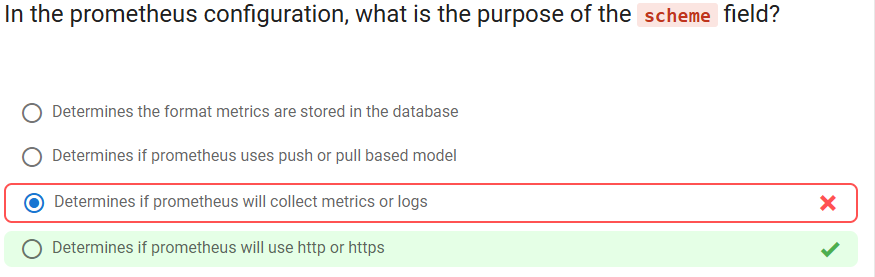 In the prometheus configuration, what is the purpose of the scheme field?
Determines the format metrics are stored in the database
Determines if prometheus uses push or pull based model
Determines if prometheus will collect metrics or logs
Determines if prometheus will use http or https